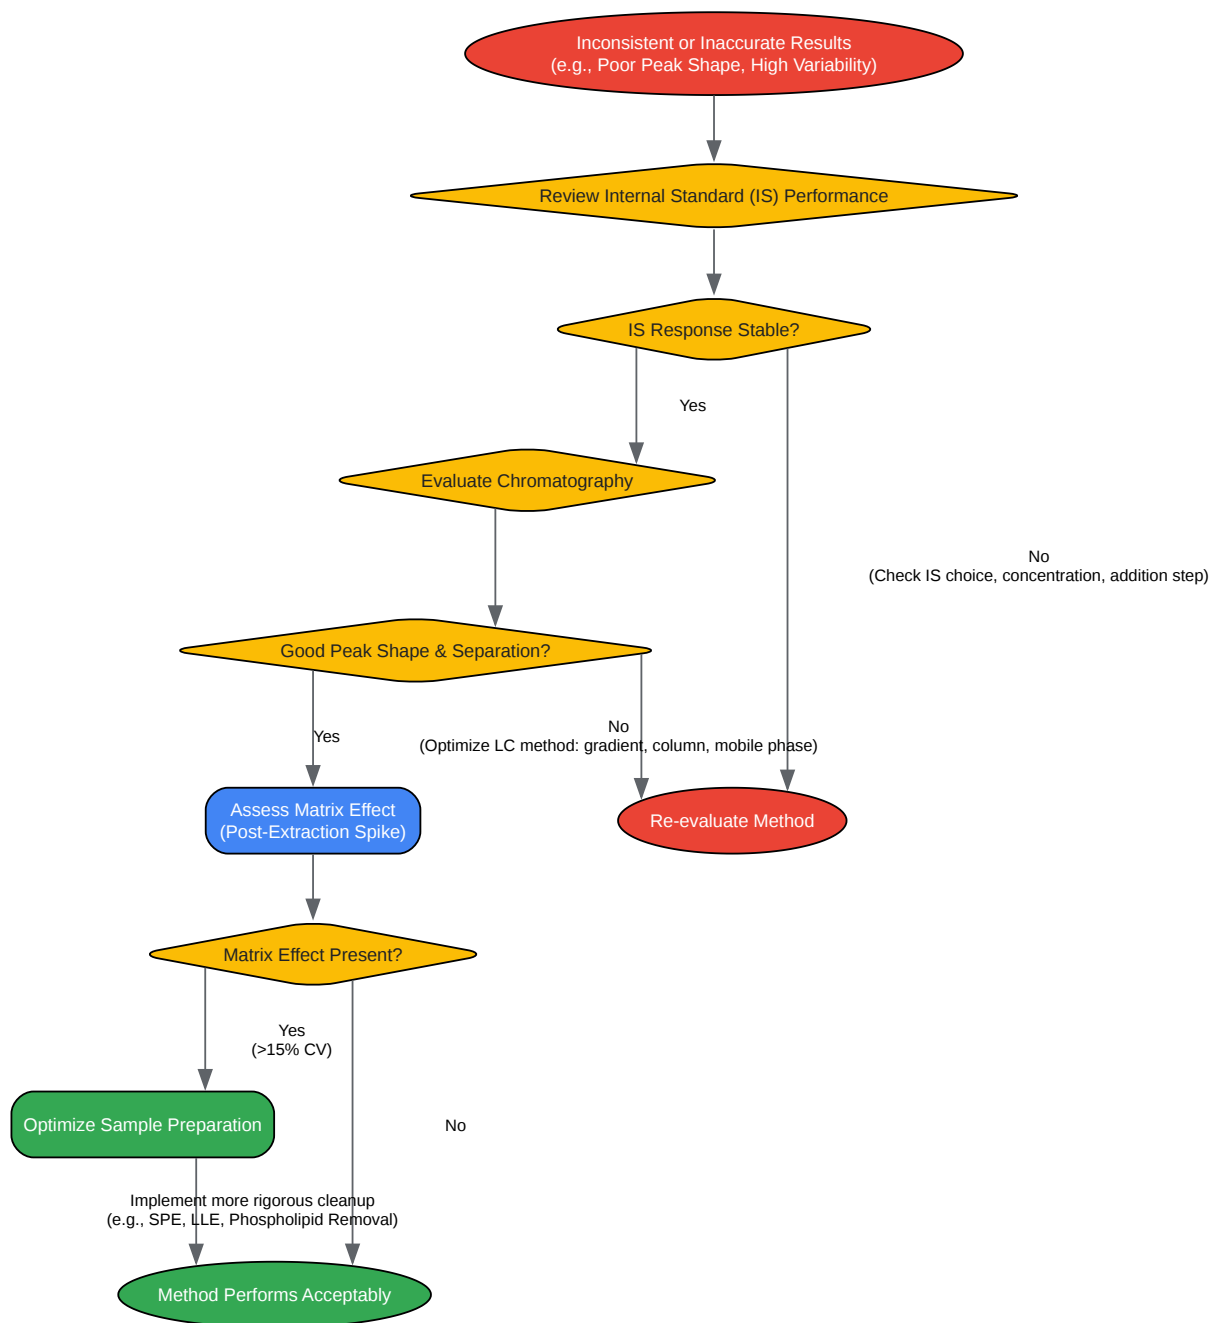 Inconsistent or Inaccurate Results
(e.g., Poor Peak Shape, High Variability)
Review Internal Standard (IS) Performance
IS Response Stable?
Yes
Evaluate Chromatography
No
(Check IS choice, concentration, addition step)
Good Peak Shape & Separation?
Yes
No
(Optimize LC method: gradient, column, mobile phase)
Assess Matrix Effect
(Post-Extraction Spike)
Re-evaluate Method
Matrix Effect Present?
Yes
(>15% CV)
Optimize Sample Preparation
No
Implement more rigorous cleanup
(e.g., SPE, LLE, Phospholipid Removal)
Method Performs Acceptably